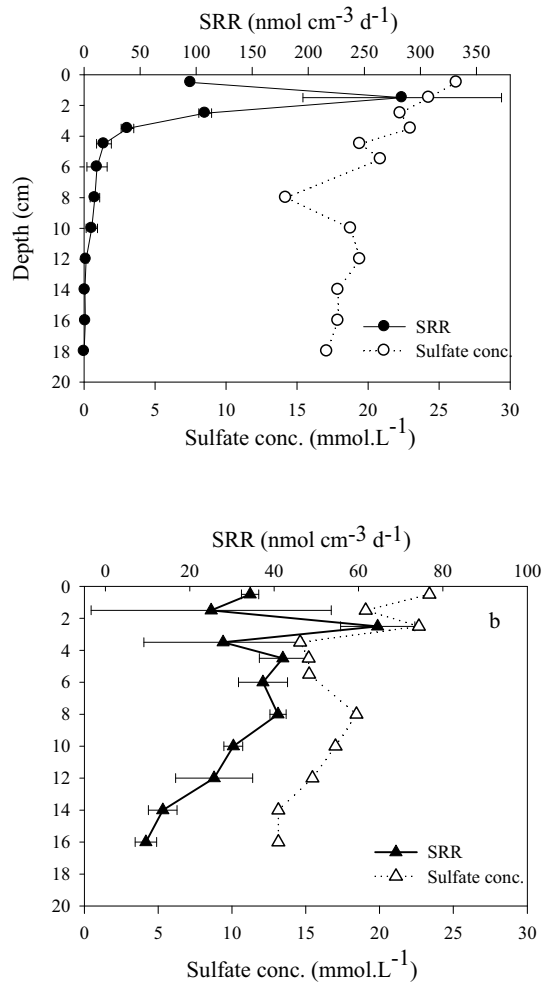 SRR (nmol cm-3 d-1)
0 50 100 150 200 250 300 350
0
2
4
6
8
10
12
14
16
18
20
Depth (cm)
SRR
Sulfate conc.
0 5 10 15 20 25 30
Sulfate conc. (mmol.L-1)
SRR (nmol cm-3 d-1)
0 20 40 60 80 100
b
0
2
4
6
8
10
12
14
16
18
20
SRR
Sulfate conc.
0 5 10 15 20 25 30
Sulfate conc. (mmol.L-1)